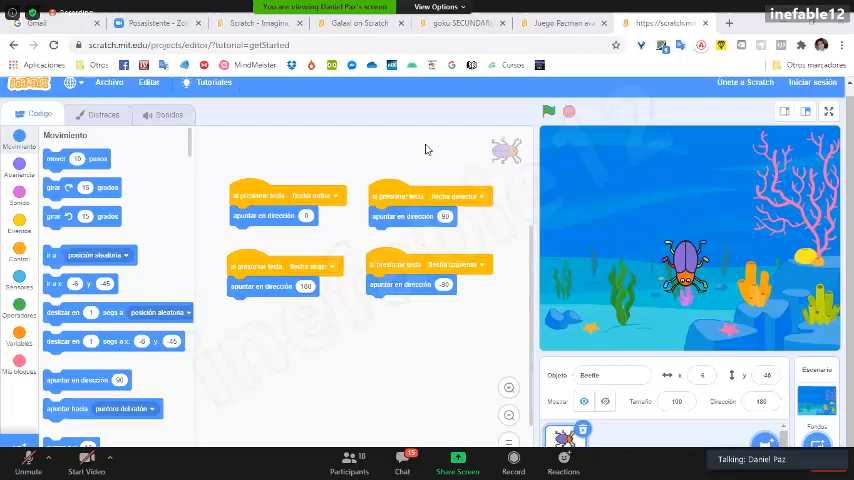 Recording
You are viewing Daniel Paz's screen
View Options
inefable12
Gmail
Posasistente - Zo
Scratch - Imagina
Galaxi on Scratch
goku SECUNDARI
Juego Pacman av
https://scratch.mit.edu
scratch.mit.edu/projects/editor/?tutorial=getStarted
Aplicaciones
Otros
MindMeister
Cursos
Otros marcadores
SCRATCH
Archivo
Editar
Tutoriales
Únete a Scratch
Iniciar sesión
Código
Disfraces
Sonidos
Movimiento
Movimiento
Apariencia
Sonido
Eventos
Control
Sensores
Operadores
Variables
Mis bloques
mover 10 pasos
girar 15 grados
girar 15 grados
ir a posición aleatoria
ir a x: -6 y: -45
deslizar en 1 segs a posición aleatoria
deslizar en 1 segs a x: -6 y: -45
apuntar en dirección 90
apuntar hacia puntero del ratón
al presionar tecla flecha arriba
apuntar en dirección 0
al presionar tecla flecha derecha
apuntar en dirección 90
al presionar tecla flecha abajo
apuntar en dirección 180
al presionar tecla flecha izquierda
apuntar en dirección -90
Objeto
Beetle
x
-6
y
-45
Mostrar
Tamaño
100
Dirección
180
Escenario
Fondos
Unmute
Start Video
18
Participants
15
Chat
Share Screen
Record
Reactions
Talking: Daniel Paz
inefable12